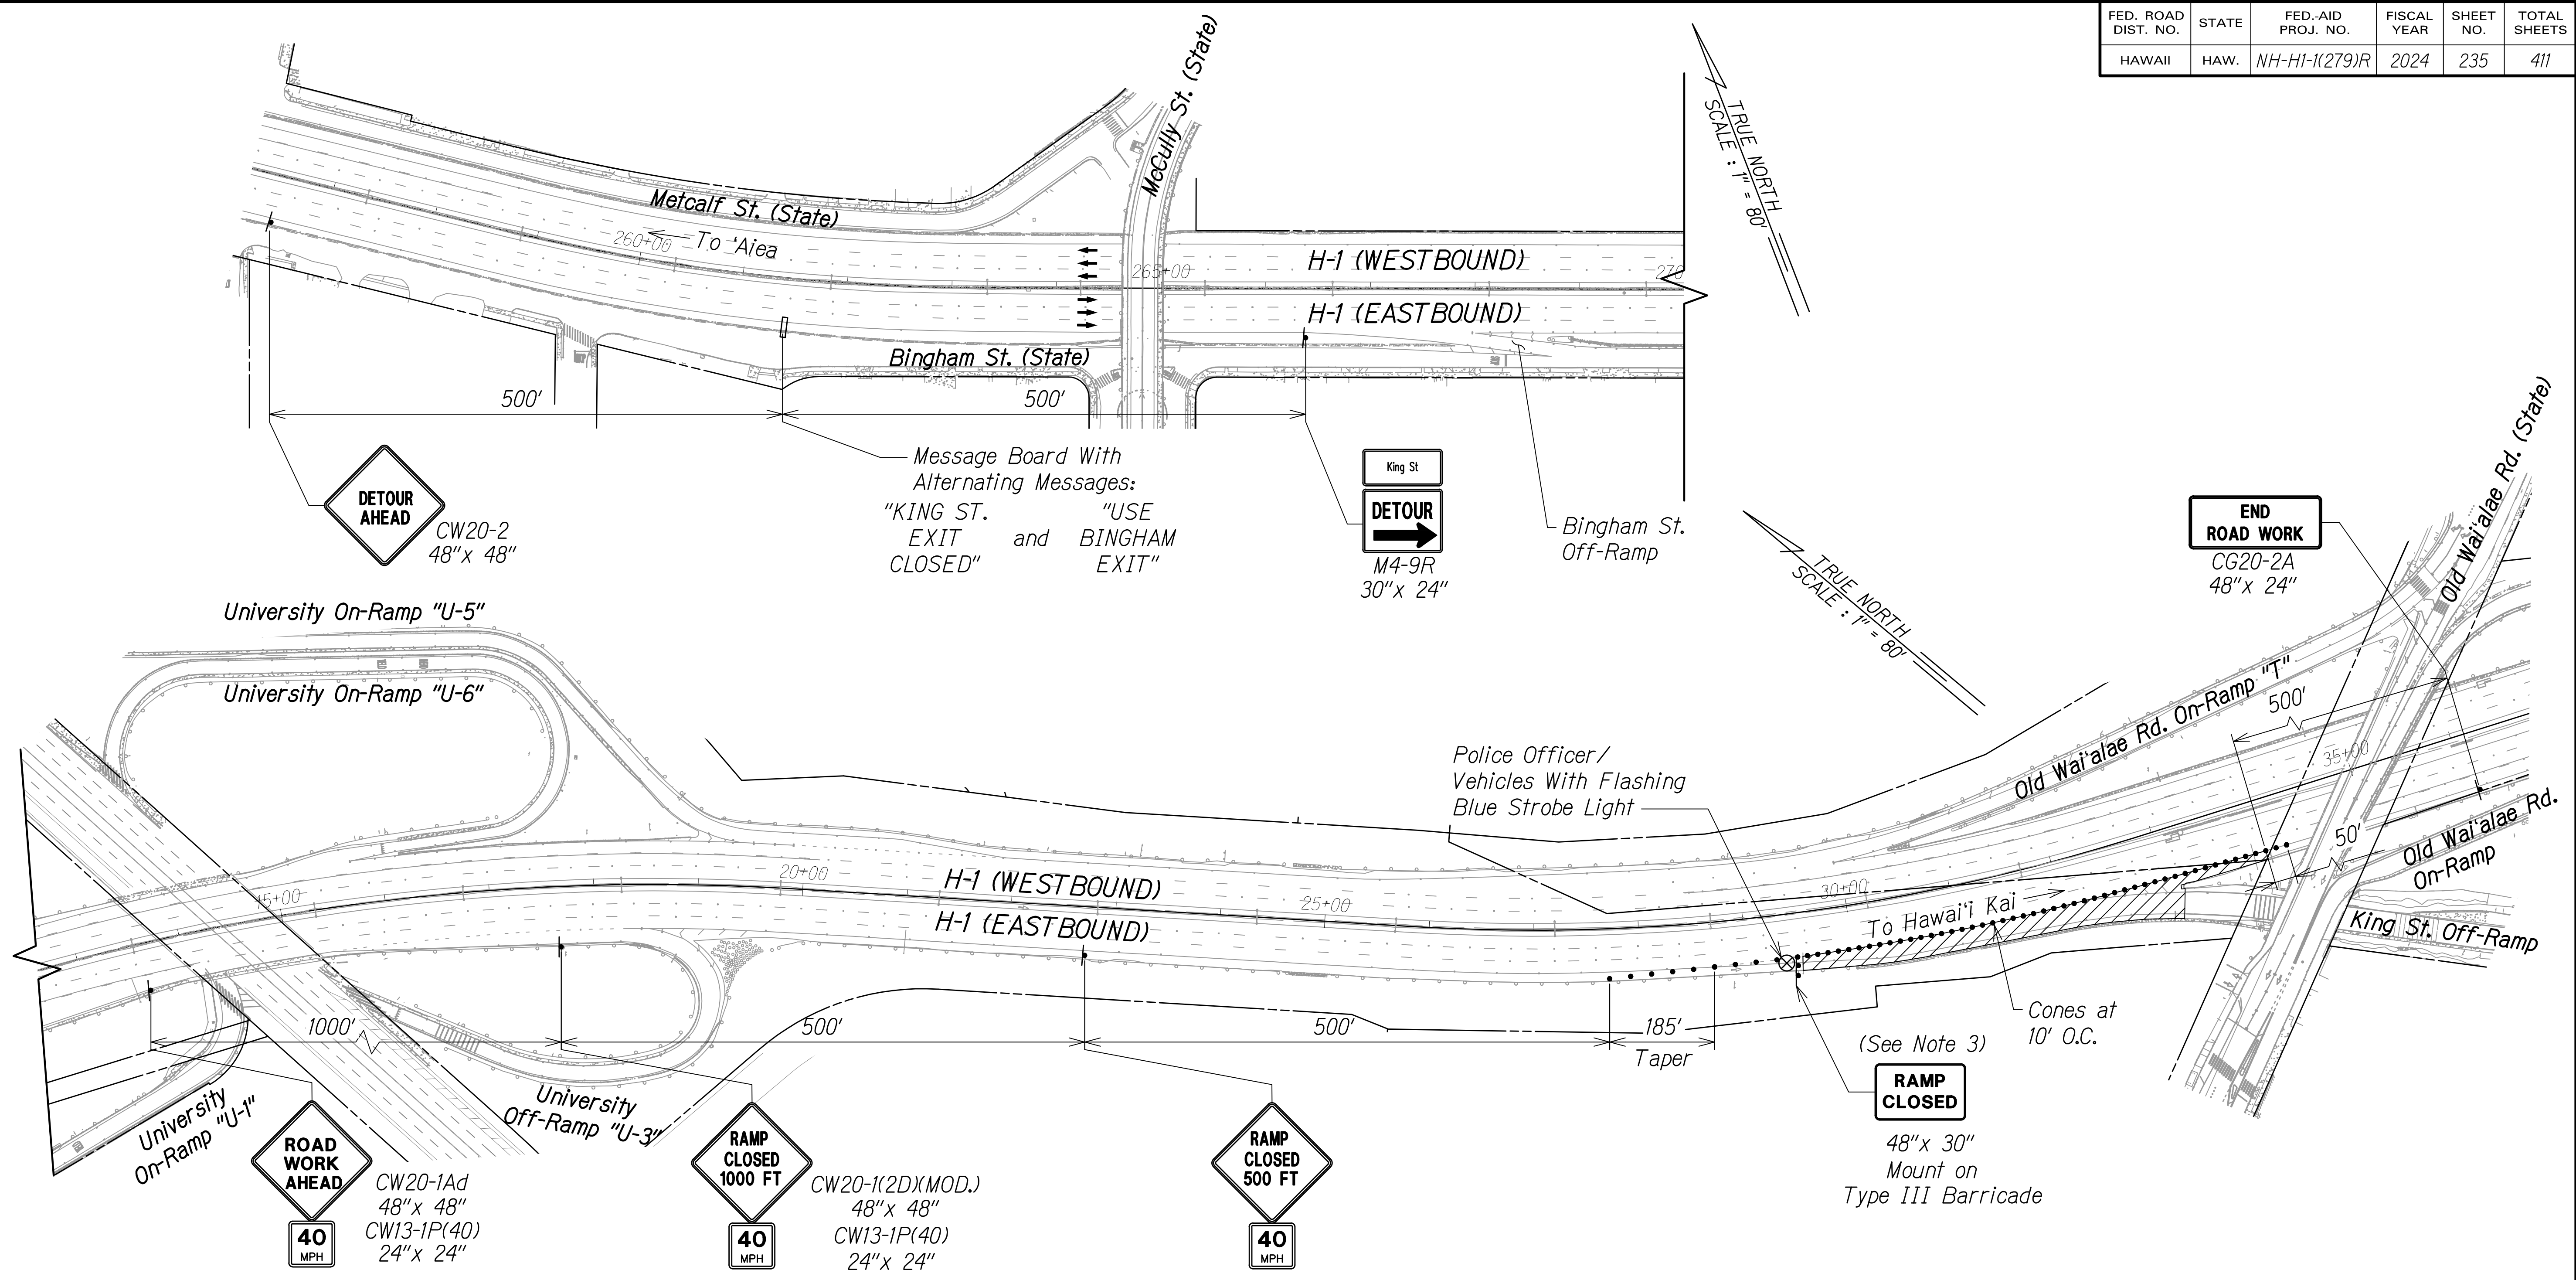 FED. ROAD DIST. NO.
STATE
FED.-AID PROJ. NO.
FISCAL YEAR
SHEET NO.
TOTAL SHEETS
HAWAII
HAW.
NH-H1-1(279)R
2024
235
411
McCully St. (State)
TRUE NORTH
SCALE : 1" = 80'
Metcalf St. (State)
260+00
To ‘Aiea
265+00
H-1 (WESTBOUND)
270
H-1 (EASTBOUND)
Bingham St. (State)
500'
500'
DETOUR
AHEAD
CW20-2
48"x 48"
Message Board With
Alternating Messages:
"KING ST. EXIT CLOSED"
and
"USE BINGHAM EXIT"
King St
DETOUR
M4-9R
30"x 24"
Bingham St.
Off-Ramp
TRUE NORTH
SCALE : 1" = 80'
END
ROAD WORK
CG20-2A
48"x 24"
Old Wai‘alae Rd. (State)
University On-Ramp "U-5"
University On-Ramp "U-6"
Old Wai‘alae Rd. On-Ramp "T"
500'
35+00
Police Officer/
Vehicles With Flashing
Blue Strobe Light
50'
Old Wai‘alae Rd.
On-Ramp
King St. Off-Ramp
15+00
20+00
H-1 (WESTBOUND)
25+00
30+00
H-1 (EASTBOUND)
To Hawai‘i Kai
1000'
500'
500'
185'
Taper
Cones at
10' O.C.
(See Note 3)
RAMP
CLOSED
48"x 30"
Mount on
Type III Barricade
University
On-Ramp "U-1"
University
Off-Ramp "U-3"
ROAD
WORK
AHEAD
40
MPH
CW20-1Ad
48"x 48"
CW13-1P(40)
24"x 24"
RAMP
CLOSED
1000 FT
40
MPH
CW20-1(2D)(MOD.)
48"x 48"
CW13-1P(40)
24"x 24"
RAMP
CLOSED
500 FT
40
MPH